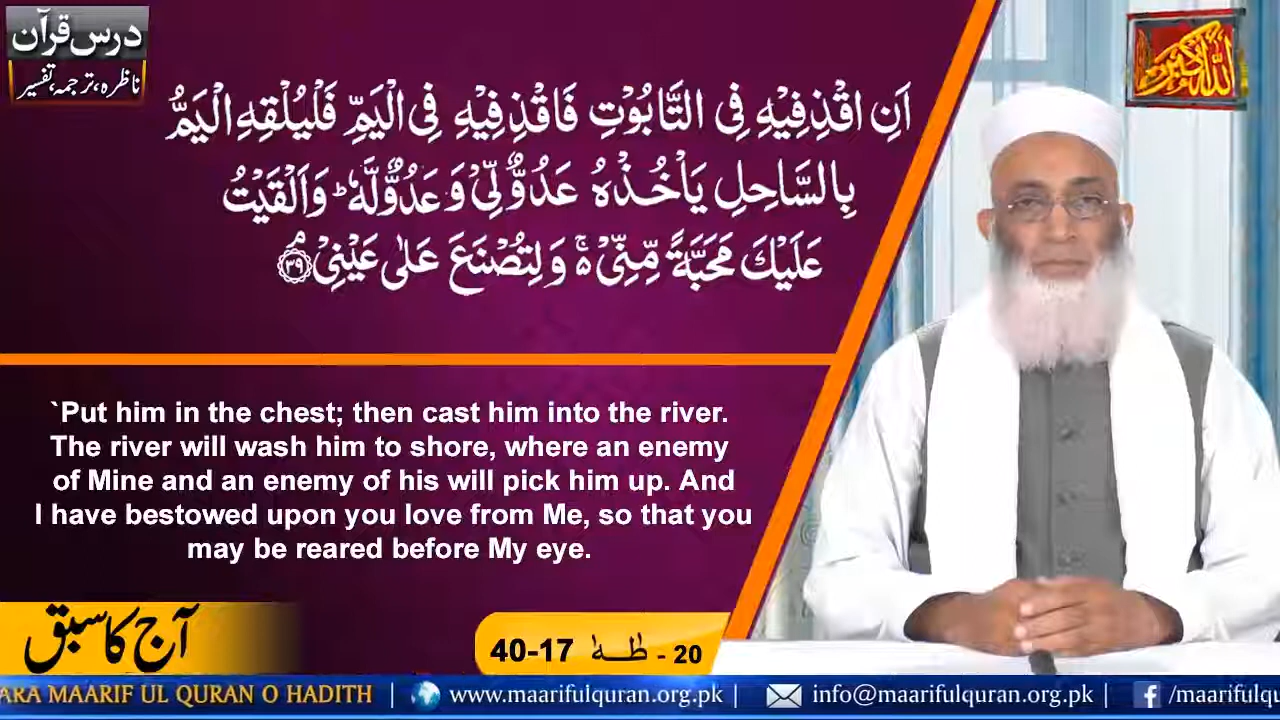 درس قرآن
ناظرہ، ترجمہ، تفسیر
اللہ اکبر
اَنِ اقْذِفِیْهِ فِی التَّابُوْتِ فَاقْذِفِیْهِ فِی الْیَمِّ فَلْیُلْقِهِ الْیَمُّ
بِالسَّاحِلِ یَاْخُذْهُ عَدُوٌّ لِّیْ وَ عَدُوٌّ لَّهٗ ؕ وَ اَلْقَیْتُ
عَلَیْكَ مَحَبَّةً مِّنِّیْ ۚ۬ وَ لِتُصْنَعَ عَلٰی عَیْنِیْ ۘ۳۹
`Put him in the chest; then cast him into the river.
The river will wash him to shore, where an enemy
of Mine and an enemy of his will pick him up. And
I have bestowed upon you love from Me, so that you
may be reared before My eye.
آج کا سبق
20 - طٰهٰ 17-40
ARA MAARIF UL QURAN O HADITH | www.maarifulquran.org.pk | info@maarifulquran.org.pk | /maarifulqu